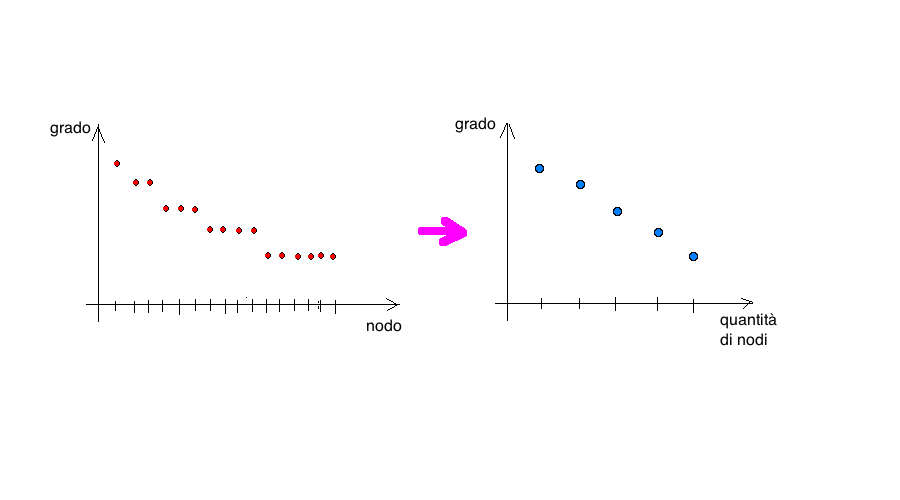 grado
nodo
grado
quantità
di nodi